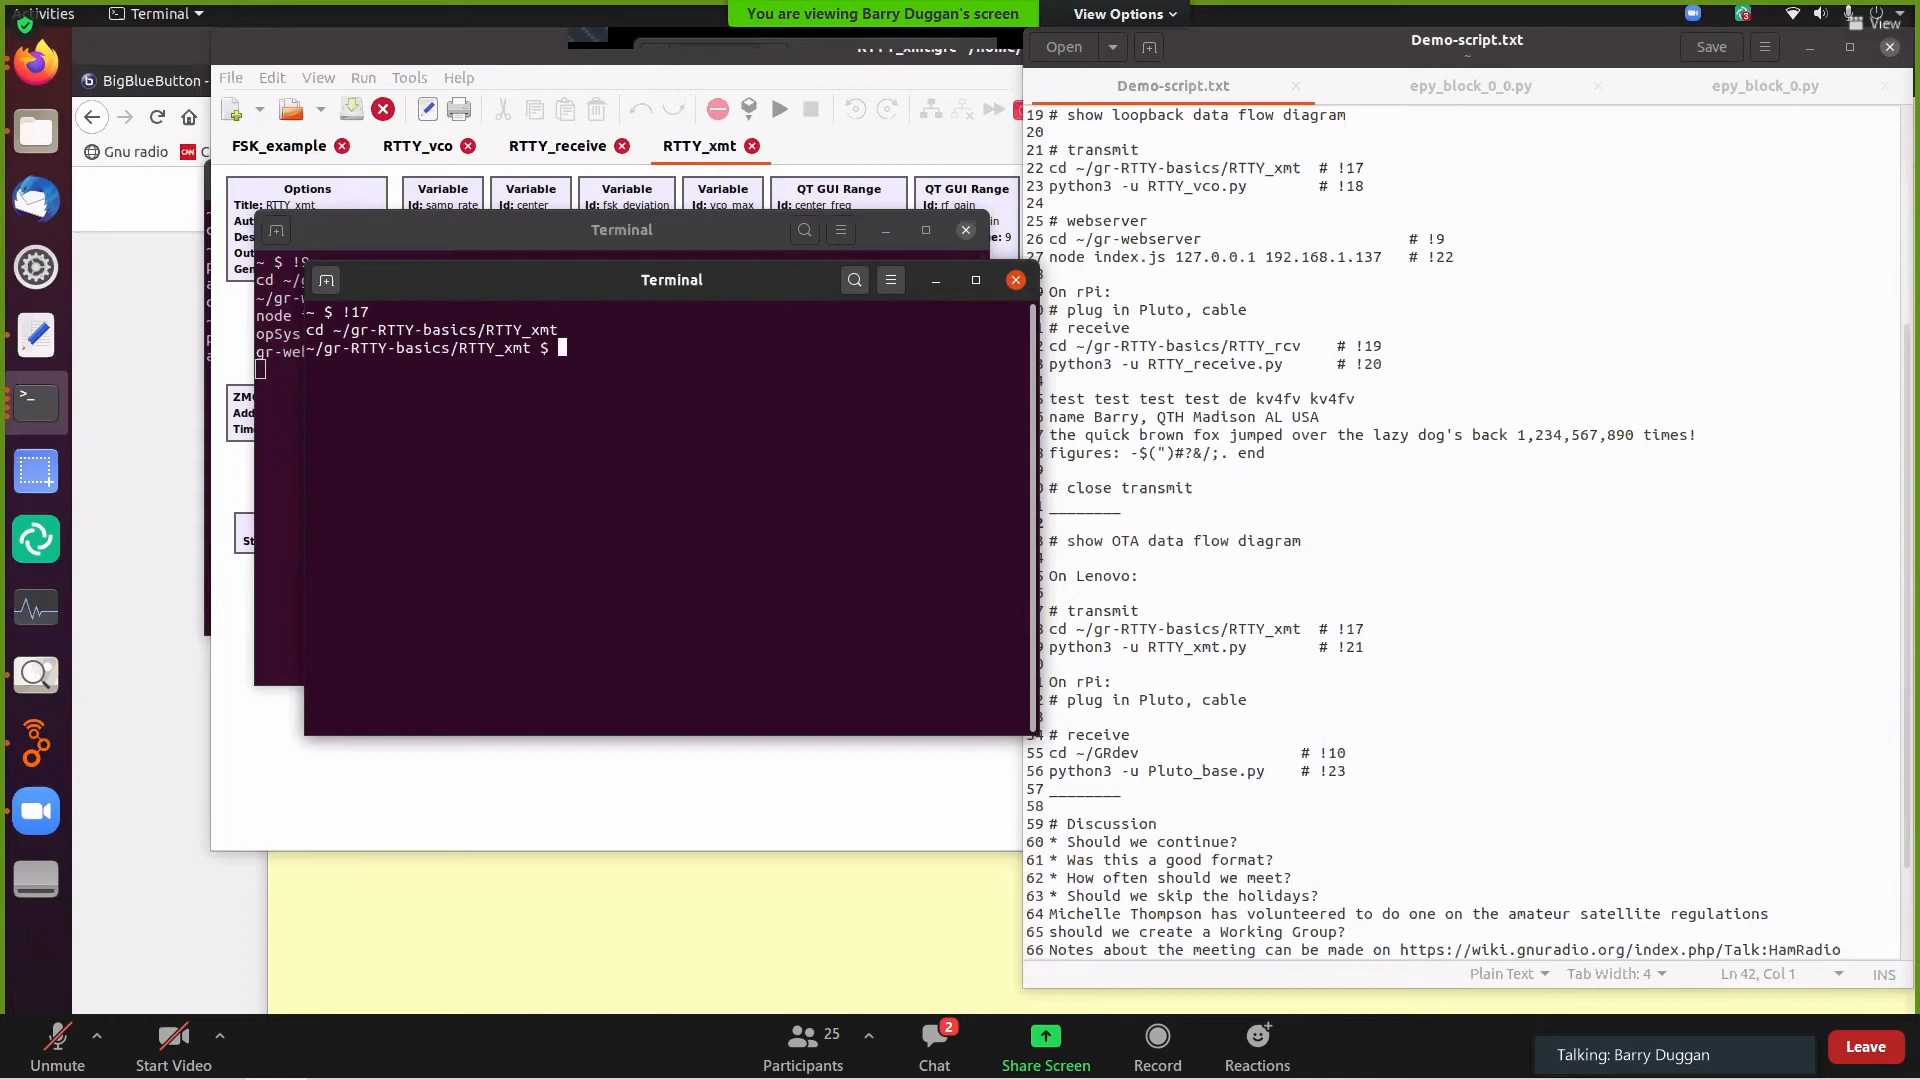 Activities
Terminal
You are viewing Barry Duggan's screen
View Options
3
View
BigBlueButton -
Gnu radio
CNN
File Edit View Run Tools Help
FSK_example
RTTY_vco
RTTY_receive
RTTY_xmt
Options
Title: RTTY_xmt
Variable
Id: samp_rate
Variable
Id: center
Variable
Id: fsk_deviation
Variable
Id: vco_max
QT GUI Range
Id: center_freq
QT GUI Range
Id: rf_gain
Terminal
~ $ !9
cd ~/g
~/gr-w
node
opSys
gr-web
Terminal
~ $ !17
cd ~/gr-RTTY-basics/RTTY_xmt
~/gr-RTTY-basics/RTTY_xmt $
Open
Demo-script.txt
~
Save
Demo-script.txt
epy_block_0_0.py
epy_block_0.py
19 # show loopback data flow diagram
20
21 # transmit
22 cd ~/gr-RTTY-basics/RTTY_xmt # !17
23 python3 -u RTTY_vco.py # !18
24
25 # webserver
26 cd ~/gr-webserver # !9
27 node index.js 127.0.0.1 192.168.1.137 # !22
On rPi:
# plug in Pluto, cable
# receive
cd ~/gr-RTTY-basics/RTTY_rcv # !19
python3 -u RTTY_receive.py # !20
test test test test de kv4fv kv4fv
name Barry, QTH Madison AL USA
the quick brown fox jumped over the lazy dog's back 1,234,567,890 times!
figures: -$(")#?&/;. end
# close transmit
________
# show OTA data flow diagram
On Lenovo:
# transmit
cd ~/gr-RTTY-basics/RTTY_xmt # !17
python3 -u RTTY_xmt.py # !21
On rPi:
# plug in Pluto, cable
54 # receive
55 cd ~/GRdev # !10
56 python3 -u Pluto_base.py # !23
57 ________
58
59 # Discussion
60 * Should we continue?
61 * Was this a good format?
62 * How often should we meet?
63 * Should we skip the holidays?
64 Michelle Thompson has volunteered to do one on the amateur satellite regulations
65 should we create a Working Group?
66 Notes about the meeting can be made on https://wiki.gnuradio.org/index.php/Talk:HamRadio
Plain Text
Tab Width: 4
Ln 42, Col 1
INS
Unmute
Start Video
25
Participants
2
Chat
Share Screen
Record
Reactions
Talking: Barry Duggan
Leave